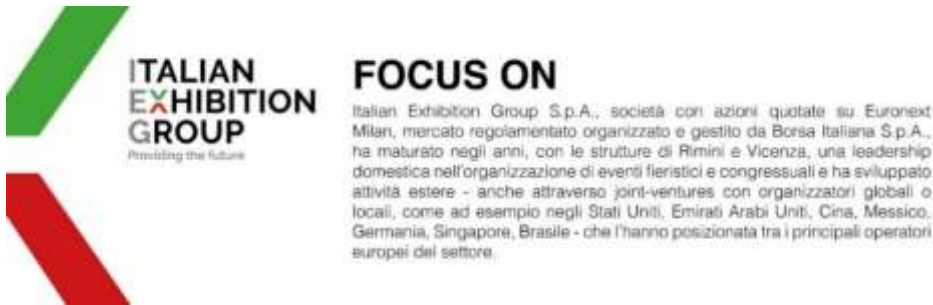 ITALIAN
EXHIBITION
GROUP
Providing the future
FOCUS ON
Italian Exhibition Group S.p.A., società con azioni quotate su Euronext
Milan, mercato regolamentato organizzato e gestito da Borsa Italiana S.p.A.,
ha maturato negli anni, con le strutture di Rimini e Vicenza, una leadership
domestica nell'organizzazione di eventi fieristici e congressuali e ha sviluppato
attività estere - anche attraverso joint-ventures con organizzatori globali o
locali, come ad esempio negli Stati Uniti, Emirati Arabi Uniti, Cina, Messico,
Germania, Singapore, Brasile - che l'hanno posizionata tra i principali operatori
europei del settore.